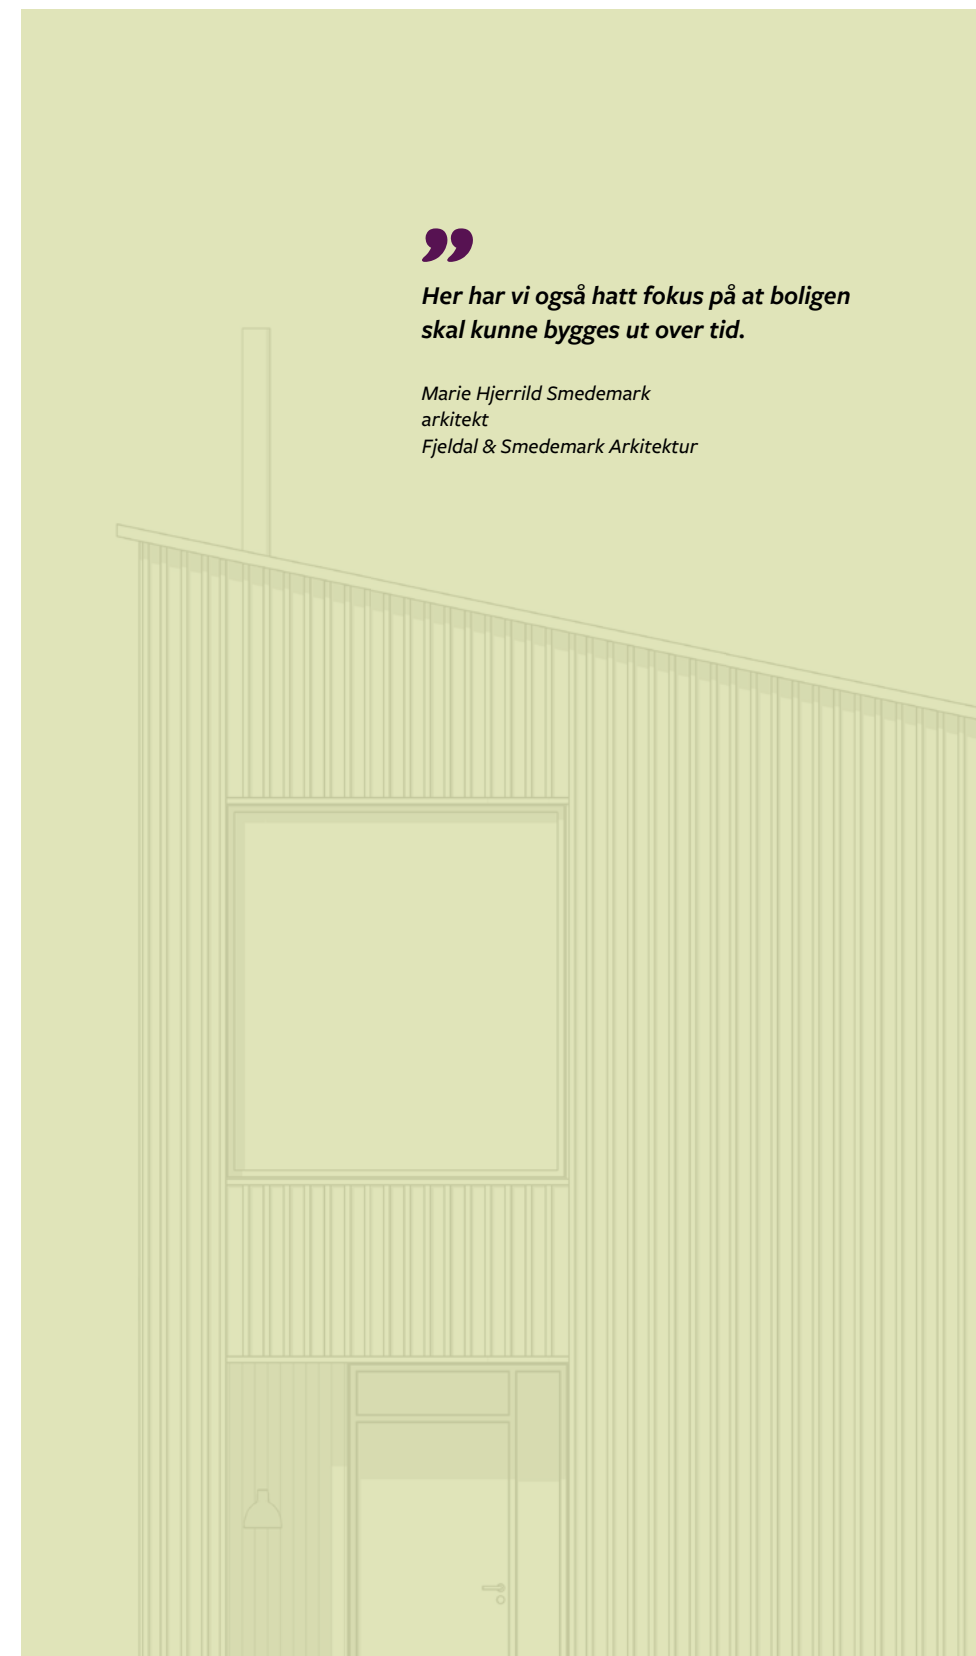 ”
Her har vi også hatt fokus på at boligen
skal kunne bygges ut over tid.
Marie Hjerrild Smedemark
arkitekt
Fjeldal & Smedemark Arkitektur